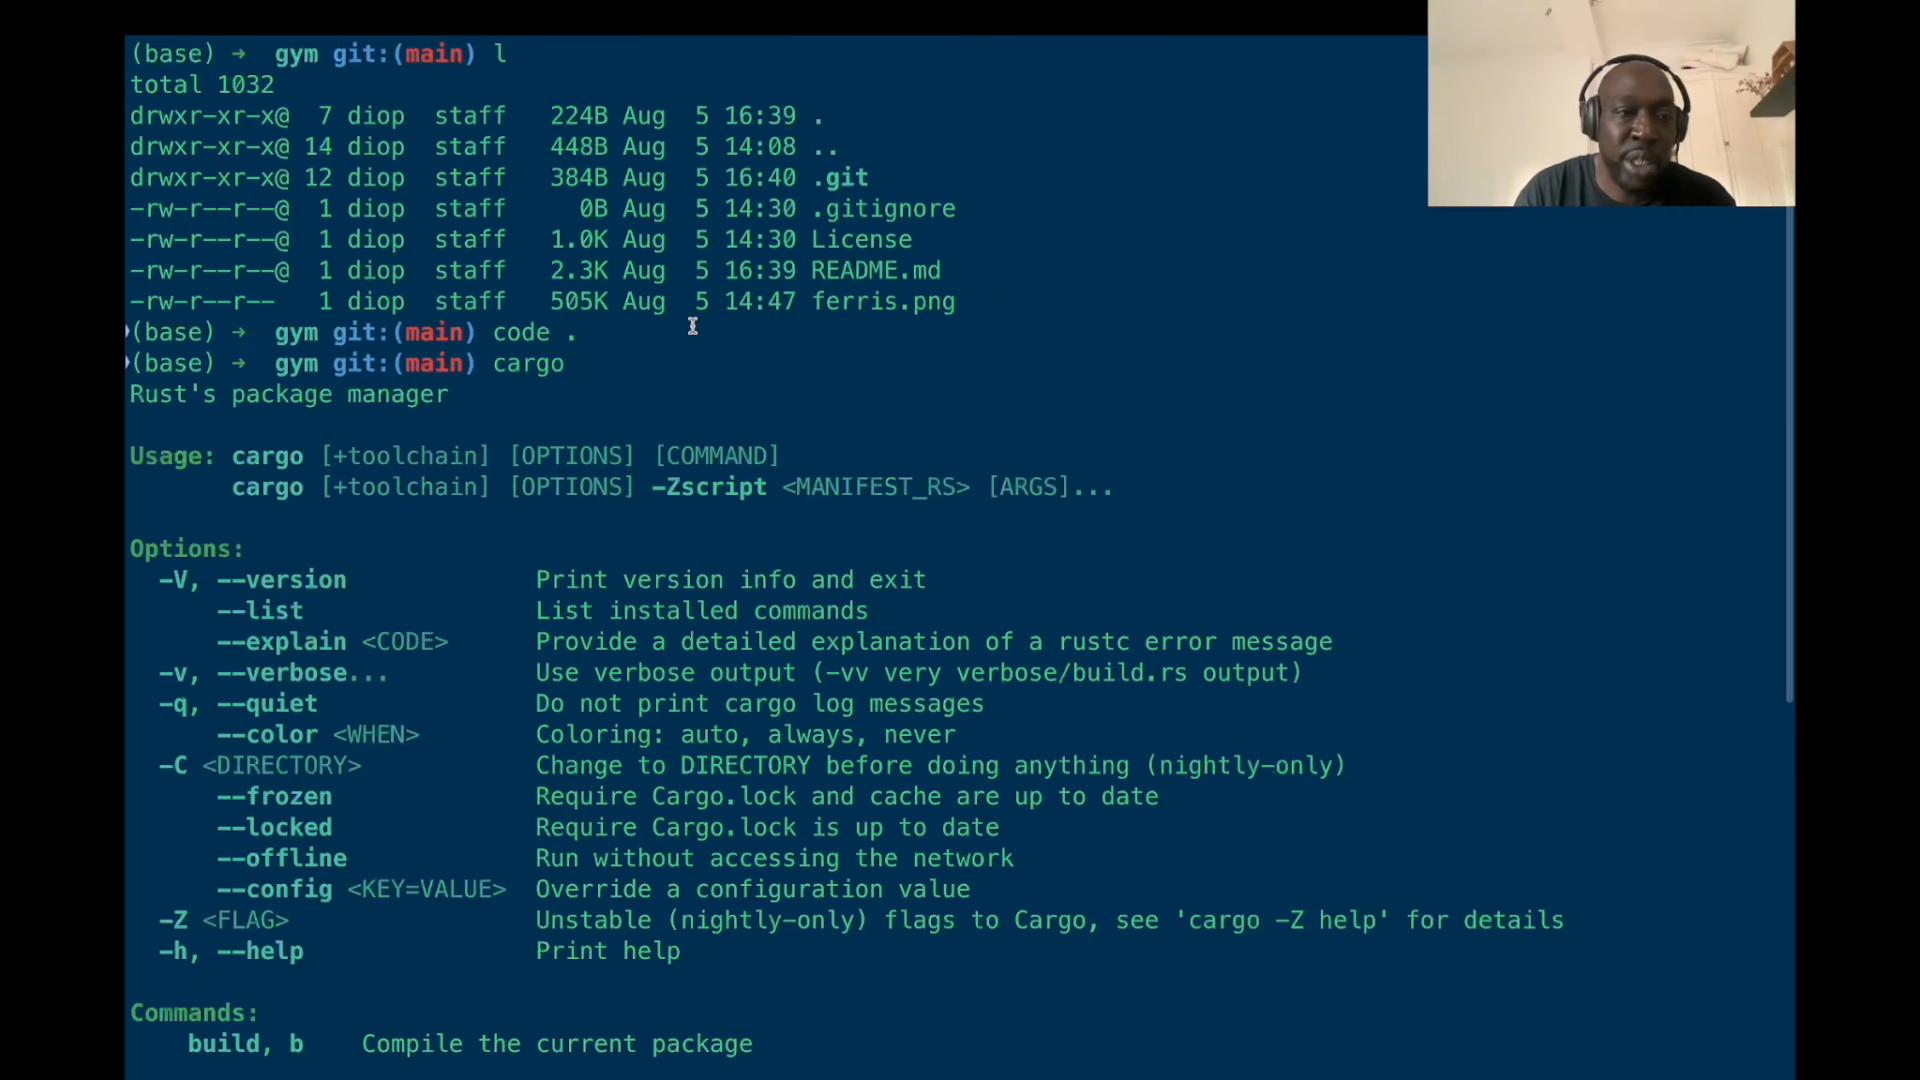 (base) → gym git:(main) l
total 1032
drwxr-xr-x@ 7 diop staff 224B Aug 5 16:39 .
drwxr-xr-x@ 14 diop staff 448B Aug 5 14:08 ..
drwxr-xr-x@ 12 diop staff 384B Aug 5 16:40 .git
-rw-r--r--@ 1 diop staff 0B Aug 5 14:30 .gitignore
-rw-r--r--@ 1 diop staff 1.0K Aug 5 14:30 License
-rw-r--r--@ 1 diop staff 2.3K Aug 5 16:39 README.md
-rw-r--r-- 1 diop staff 505K Aug 5 14:47 ferris.png
(base) → gym git:(main) code .
(base) → gym git:(main) cargo
Rust's package manager
Usage: cargo [+toolchain] [OPTIONS] [COMMAND]
cargo [+toolchain] [OPTIONS] -Zscript <MANIFEST_RS> [ARGS]...
Options:
-V, --version Print version info and exit
--list List installed commands
--explain <CODE> Provide a detailed explanation of a rustc error message
-v, --verbose... Use verbose output (-vv very verbose/build.rs output)
-q, --quiet Do not print cargo log messages
--color <WHEN> Coloring: auto, always, never
-C <DIRECTORY> Change to DIRECTORY before doing anything (nightly-only)
--frozen Require Cargo.lock and cache are up to date
--locked Require Cargo.lock is up to date
--offline Run without accessing the network
--config <KEY=VALUE> Override a configuration value
-Z <FLAG> Unstable (nightly-only) flags to Cargo, see 'cargo -Z help' for details
-h, --help Print help
Commands:
build, b Compile the current package